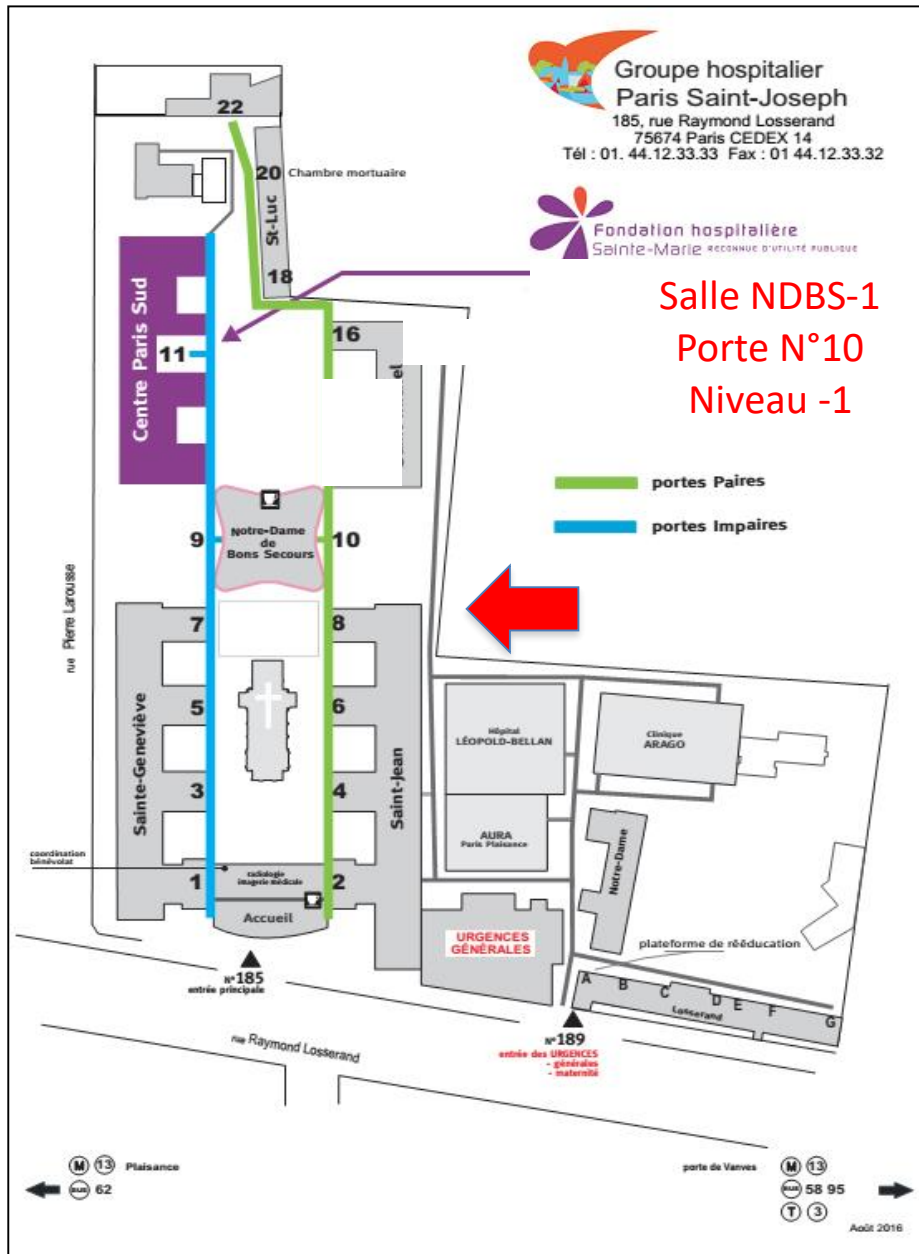 Groupe hospitalier
Paris Saint-Joseph
185, rue Raymond Losserand
75674 Paris CEDEX 14
Tél : 01. 44.12.33.33 Fax : 01 44.12.33.32
Fondation hospitalière
Sainte-Marie RECONNUE D'UTILITÉ PUBLIQUE
Salle NDBS-1
Porte N°10
Niveau -1
portes Paires
portes Impaires
22
20 Chambre mortuaire
St-Luc
18
16
el
Centre Paris Sud
11
9
Notre-Dame
de
Bons Secours
10
rue Pierre Larousse
7
8
5
6
3
4
Sainte-Geneviève
Saint-Jean
Hôpital
LÉOPOLD-BELLAN
Clinique
ARAGO
AURA
Paris Plaisance
Notre-Dame
coordination
bénévolat
1
radiologie
imagerie médicale
2
Accueil
URGENCES
GÉNÉRALES
plateforme de rééducation
A B C D E F G
Losserand
N°185
entrée principale
N°189
entrée des URGENCES
- générales
- maternité
rue Raymond Losserand
M 13 Plaisance
BUS 62
porte de Vanves M 13
BUS 58 95
T 3
Août 2016